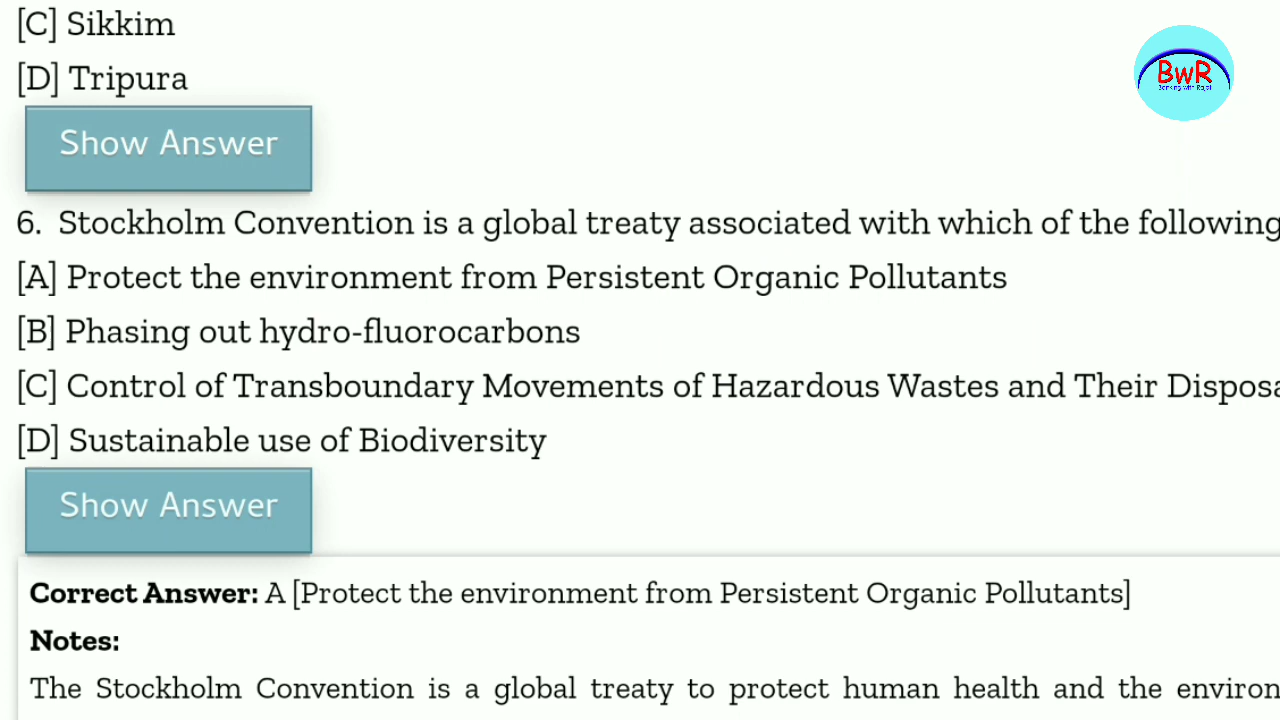 [C] Sikkim
[D] Tripura
BwR
Banking with Rajat
Show Answer
6. Stockholm Convention is a global treaty associated with which of the following
[A] Protect the environment from Persistent Organic Pollutants
[B] Phasing out hydro-fluorocarbons
[C] Control of Transboundary Movements of Hazardous Wastes and Their Disposa
[D] Sustainable use of Biodiversity
Show Answer
Correct Answer: A [Protect the environment from Persistent Organic Pollutants]
Notes:
The Stockholm Convention is a global treaty to protect human health and the environ